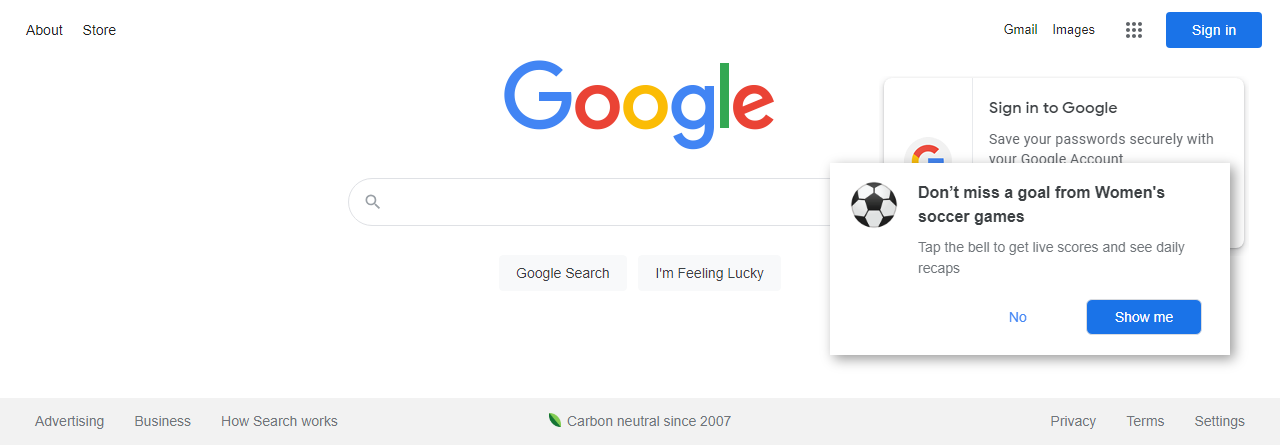 About Store
Gmail Images Sign in
Google
Sign in to Google
Save your passwords securely with
your Google Account
Don’t miss a goal from Women's
soccer games
Tap the bell to get live scores and see daily
recaps
No Show me
Google Search I'm Feeling Lucky
Advertising Business How Search works
Carbon neutral since 2007
Privacy Terms Settings